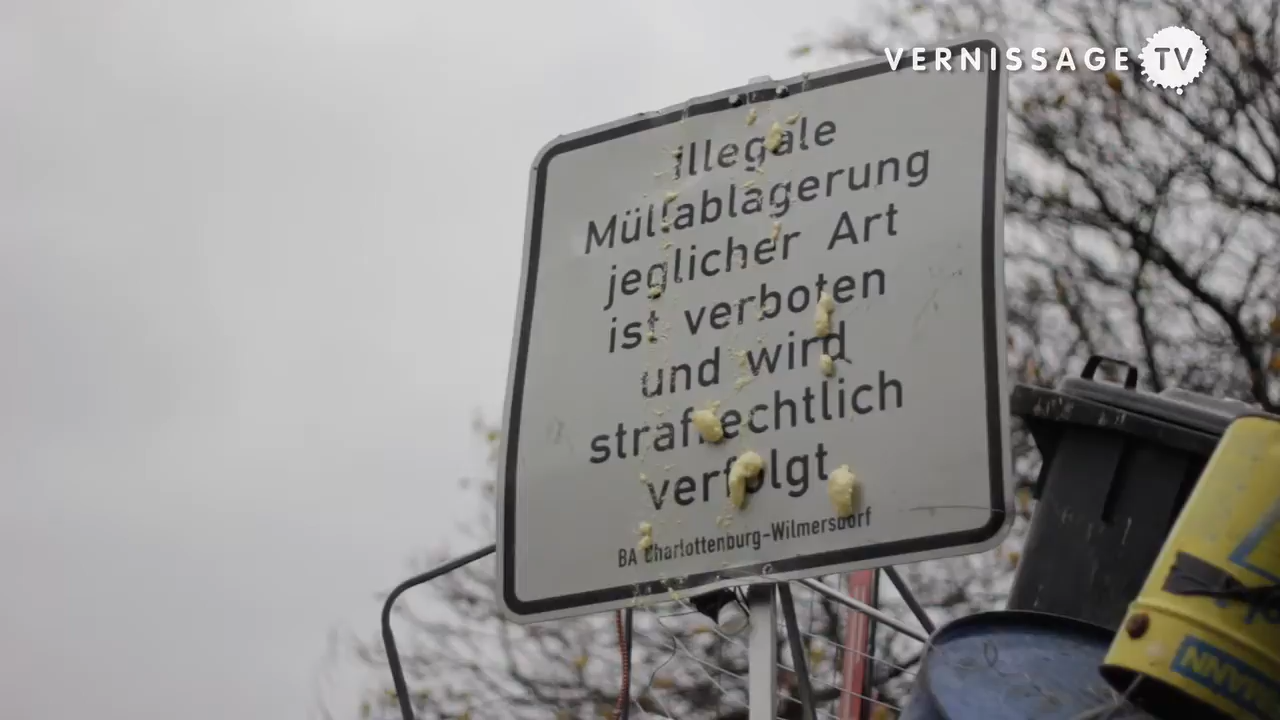 VERNISSAGE TV
illegale
Müllablagerung
jeglicher Art
ist verboten
und wird
strafrechtlich
verfolgt
BA Charlottenburg-Wilmersdorf